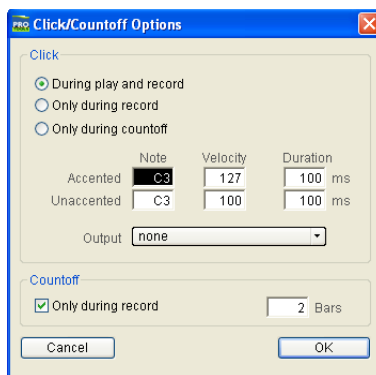 PRO Click/Countoff Options
Click
During play and record
Only during record
Only during countoff
Note Velocity Duration
Accented C3 127 100 ms
Unaccented C3 100 100 ms
Output none
Countoff
Only during record 2 Bars
Cancel OK